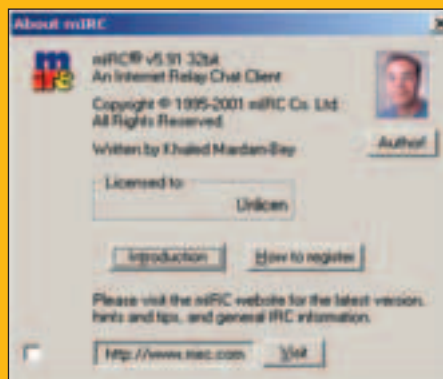 About mIRC
mIRC® v5.91 32bit
An Internet Relay Chat Client
Copyright © 1995-2001 mIRC Co. Ltd.
All Rights Reserved.
Written by Khaled Mardam-Bey
Author!
Licensed to:
Unlicen
Introduction
How to register
Please visit the mIRC website for the latest version,
hints and tips, and general IRC information.
http://www.mirc.com
Visit